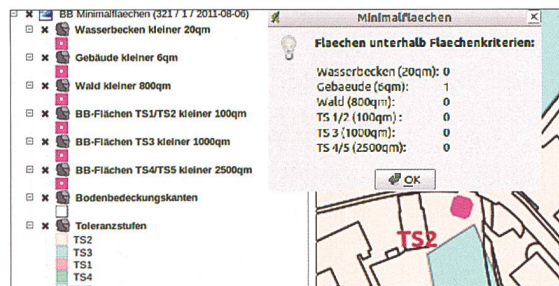 BB Minimalflaechen (321 / 1 / 2011-08-06)
Wasserbecken kleiner 20qm
Gebäude kleiner 6qm
Wald kleiner 800qm
BB-Flächen TS1/TS2 kleiner 100qm
BB-Flächen TS3 kleiner 1000qm
BB-Flächen TS4/TS5 kleiner 2500qm
Bodenbedeckungskanten
Toleranzstufen
TS2
TS3
TS1
TS4
Minimalflaechen
Flaechen unterhalb Flaechenkriterien:
Wasserbecken (20qm): 0
Gebaeude (6qm): 1
Wald (800qm): 0
TS 1/2 (100qm) : 0
TS 3 (1000qm): 0
TS 4/5 (2500qm): 0
OK
TS2